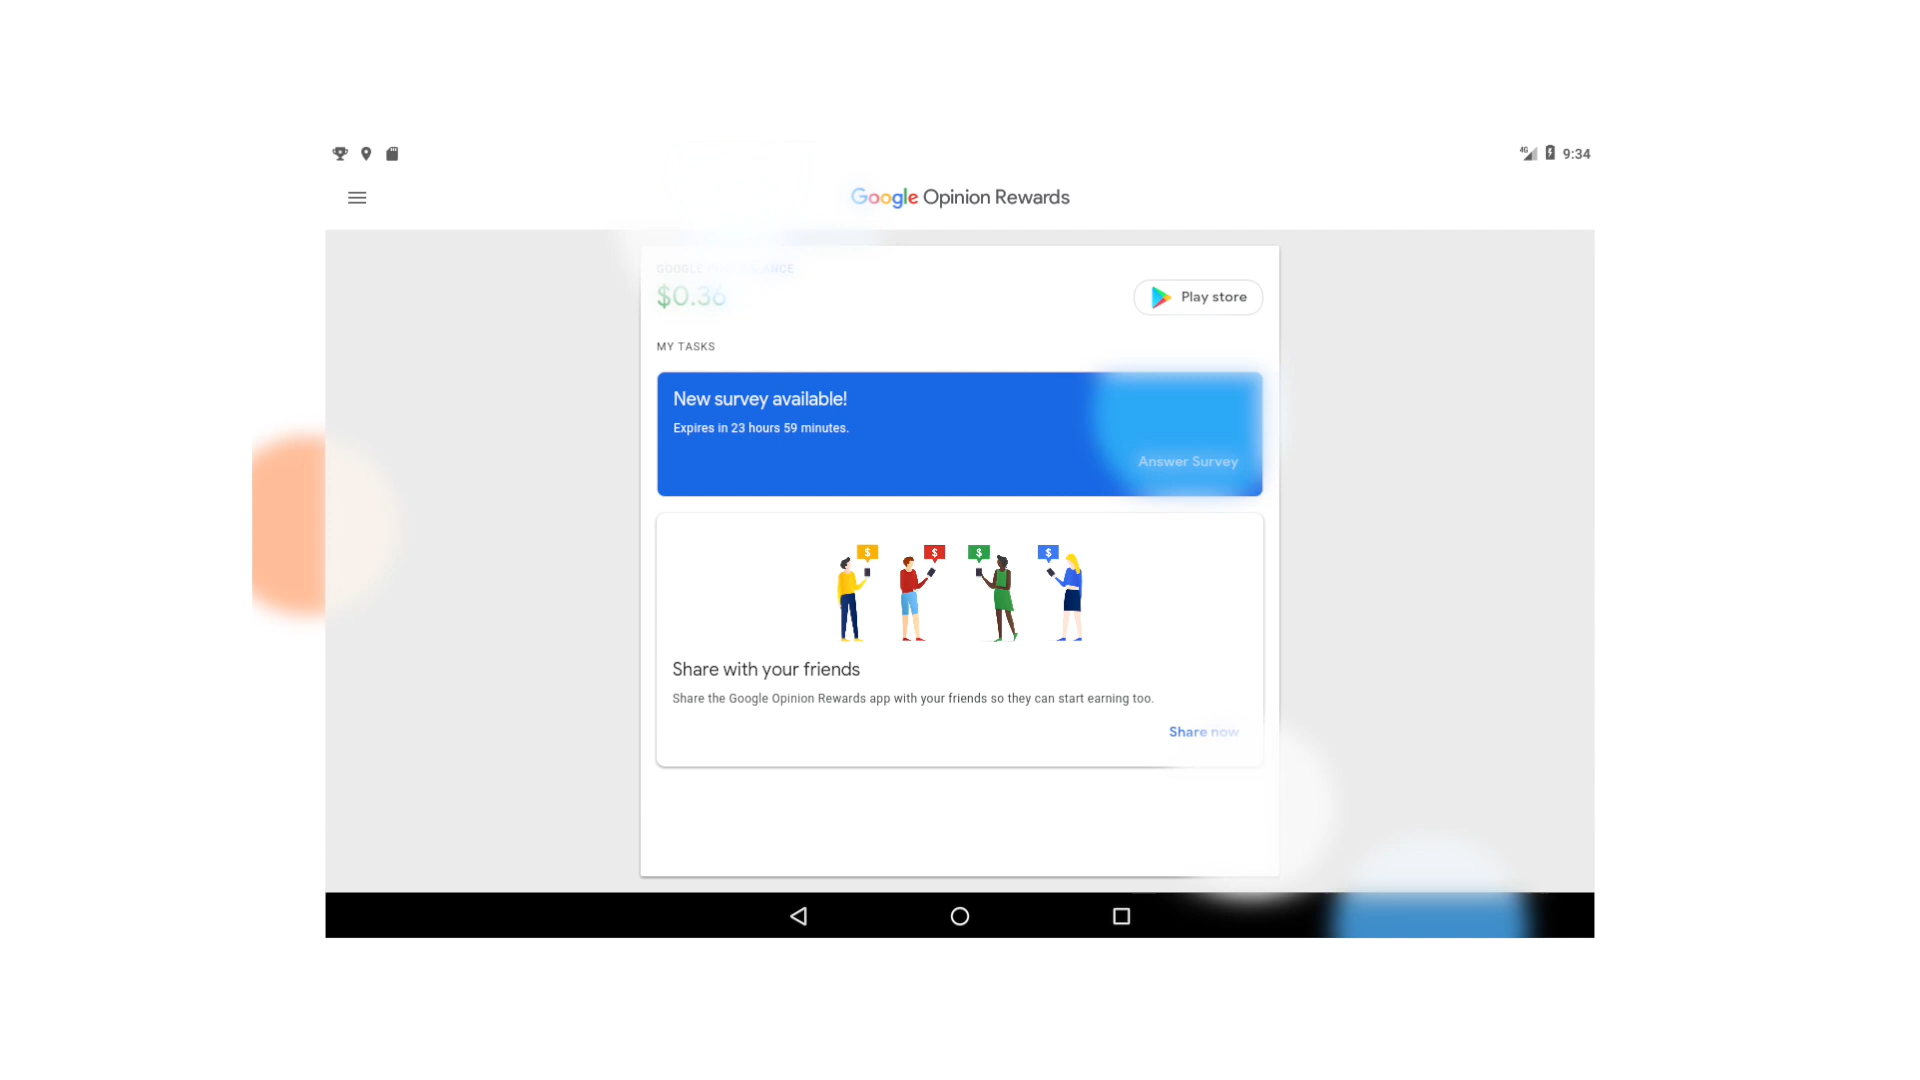 9:34
Google Opinion Rewards
GOOGLE
$0.36
Play store
MY TASKS
New survey available!
Expires in 23 hours 59 minutes.
Answer Survey
$ $ $ $
Share with your friends
Share the Google Opinion Rewards app with your friends so they can start earning too.
Share now